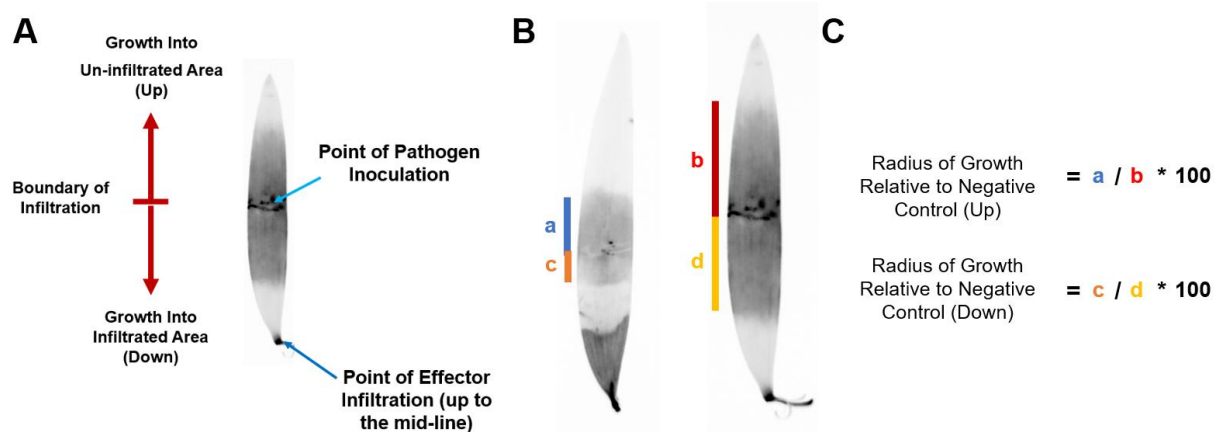 A
Growth Into
Un-infiltrated Area
(Up)
Boundary of
Infiltration
Growth Into
Infiltrated Area
(Down)
Point of Pathogen
Inoculation
Point of Effector
Infiltration (up to
the mid-line)
B
a
c
b
d
C
Radius of Growth
Relative to Negative
Control (Up)
= a / b * 100
Radius of Growth
Relative to Negative
Control (Down)
= c / d * 100